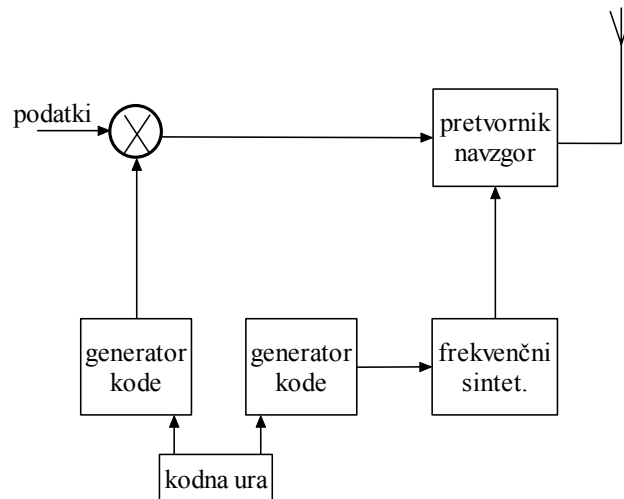 podatki
pretvornik
navzgor
generator
kode
generator
kode
frekvenčni
sintet.
kodna ura